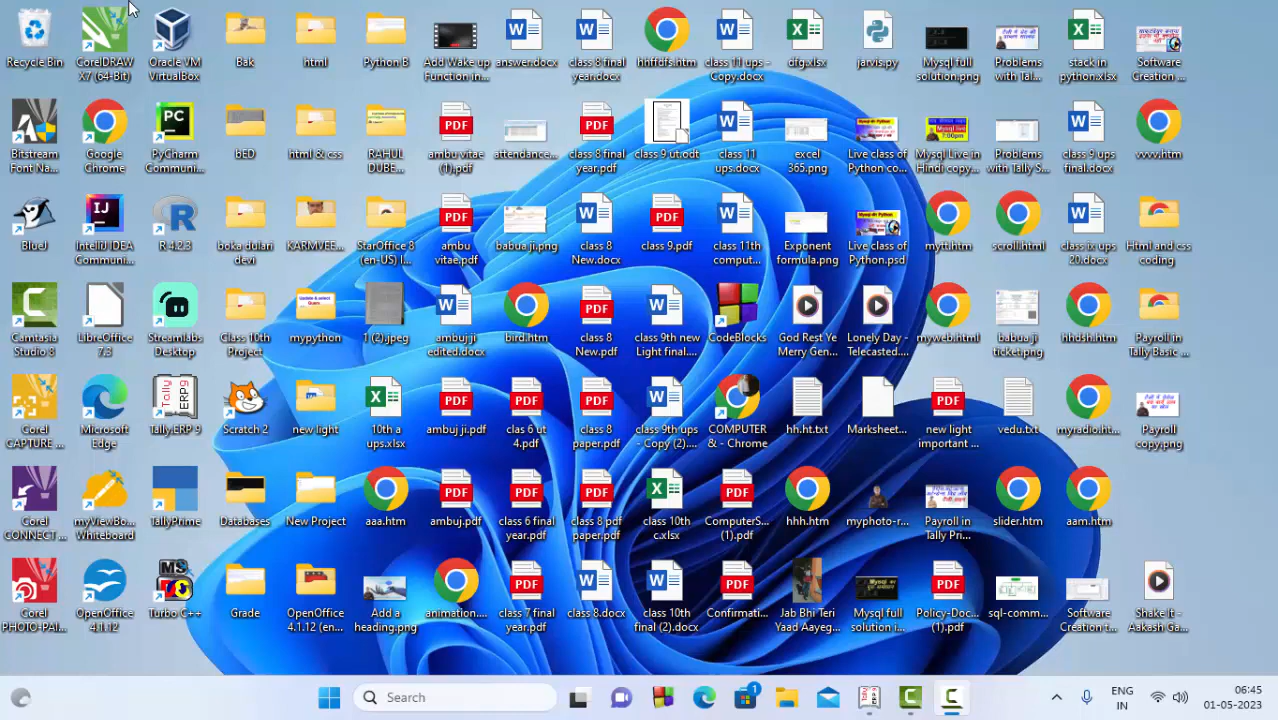 Recycle Bin
CorelDRAW X7 (64-Bit)
Oracle VM VirtualBox
Bak
html
Python B
Add Wake up Function in...
answer.docx
class 8 final year.docx
hhffdfs.htm
class 11 ups - Copy.docx
dfg.xlsx
jarvis.py
Mysql full solution.png
Problems with Tal...
stack in python.xlsx
Software Creation ...
Bitstream Font Na...
Google Chrome
PyCharm Communi...
bED
html & css
RAHUL DUBE...
ambu vitae (1).pdf
attendance...
class 8 final year.pdf
class 9 ut.odt
class 11 ups.docx
excel 365.png
Live class of Python co...
Mysql Live in Hindi copy...
Problems with Tally S...
class 9 ups final.docx
vvvv.htm
BlueJ
IntelliJ IDEA Communi...
R 4.2.3
boka dulari devi
KARMVEE...
StarOffice 8 (en-US) I...
ambu vitae.pdf
babua ji.png
class 8 New.docx
class 9.pdf
class 11th comput...
Exponent formula.png
Live class of Python.psd
mytt.htm
scroll.html
class ix ups 20.docx
Html and css coding
Camtasia Studio 8
LibreOffice 7.3
Streamlabs Desktop
Class 10th Project
mypython
1 (2).jpeg
ambuj ji edited.docx
bird.htm
class 8 New.pdf
class 9th new Light final....
CodeBlocks
God Rest Ye Merry Gen...
Lonely Day - Telecasted....
myweb.html
babua ji ticket.png
hhdsh.htm
Payroll in Tally Basic ...
Corel CAPTURE ...
Microsoft Edge
Tally.ERP 9
Scratch 2
new light
10th a ups.xlsx
ambuj ji.pdf
clas 6 ut 4.pdf
class 8 paper.pdf
class 9th ups - Copy (2)....
COMPUTER & - Chrome
hh.ht.txt
Marksheet...
new light important ...
vedu.txt
myradio.ht...
Payroll copy.png
Corel CONNECT ...
myViewBo... Whiteboard
TallyPrime
Databases
New Project
aaa.htm
ambuj.pdf
class 6 final year.pdf
class 8 pdf paper.pdf
class 10th c.xlsx
ComputerS... (1).pdf
hhh.htm
myphoto-r...
Payroll in Tally Pri...
slider.htm
aam.htm
Corel PHOTO-PAI...
OpenOffice 4.1.12
Turbo C++
Grade
OpenOffice 4.1.12 (en...
Add a heading.png
animation....
class 7 final year.pdf
class 8.docx
class 10th final (2).docx
Confirmati...
Jab Bhi Teri Yaad Aayeg...
Mysql full solution i...
Policy-Doc... (1).pdf
sql-comm...
Software Creation t...
Shake It - Aakash Ga...
Search
ENG
IN
06:45
01-05-2023